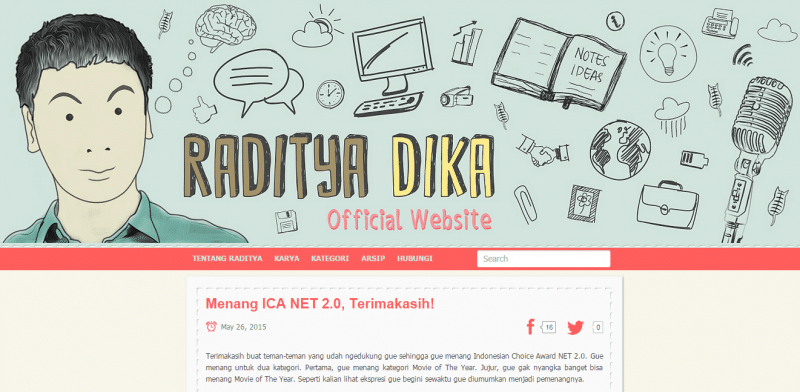 NOTES
IDEAS
RADITYA DIKA
Official Website
TENTANG RADITYA KARYA KATEGORI ARSIP HUBUNGI Search
Menang ICA NET 2.0, Terimakasih!
May 26, 2015 16 0
Terimakasih buat teman-teman yang udah ngedukung gue sehingga gue menang Indonesian Choice Award NET 2.0. Gue
menang untuk dua kategori. Pertama, gue menang kategori Movie of The Year. Jujur, gue gak nyangka banget bisa
menang Movie of The Year. Seperti kalian lihat ekspresi gue begini sewaktu gue diumumkan menjadi pemenangnya.